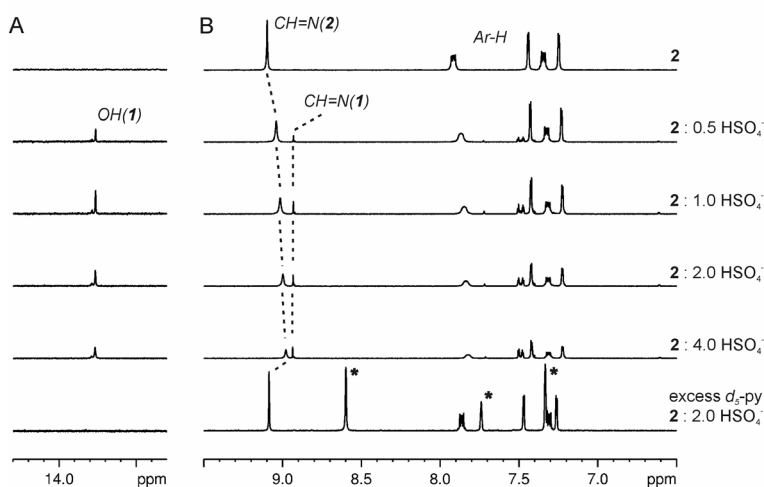 A
B
CH=N(2)
Ar-H
2
OH(1)
CH=N(1)
2 : 0.5 HSO₄⁻
2 : 1.0 HSO₄⁻
2 : 2.0 HSO₄⁻
2 : 4.0 HSO₄⁻
* * *
excess d₅-py
2 : 2.0 HSO₄⁻
14.0 ppm
9.0 8.5 8.0 7.5 7.0 ppm